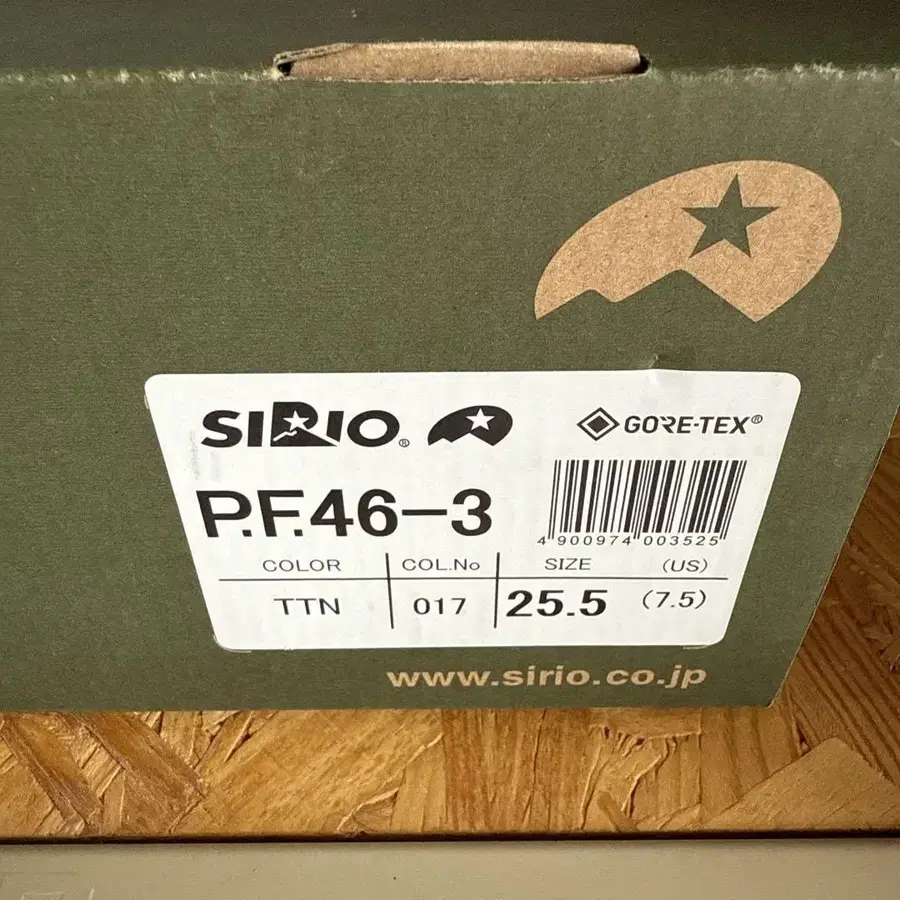 SIRIO®
GORE-TEX®
P.F.46-3
4 900974 003525
COLOR COL.No SIZE (US)
TTN 017 25.5 (7.5)
www.sirio.co.jp